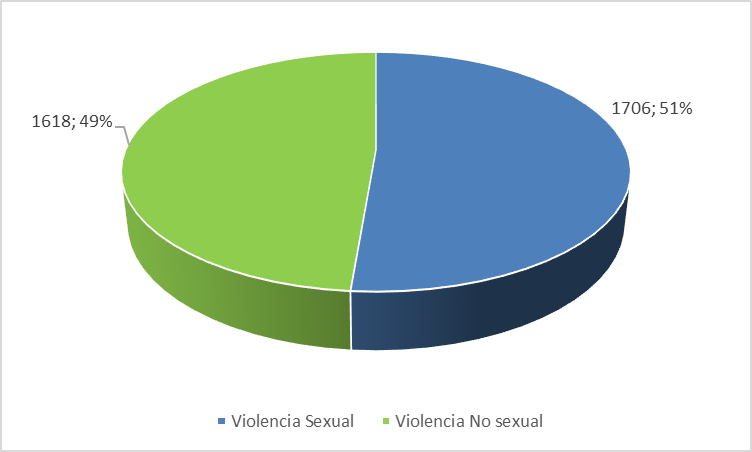 1706; 51%
1618; 49%
Violencia Sexual
Violencia No sexual